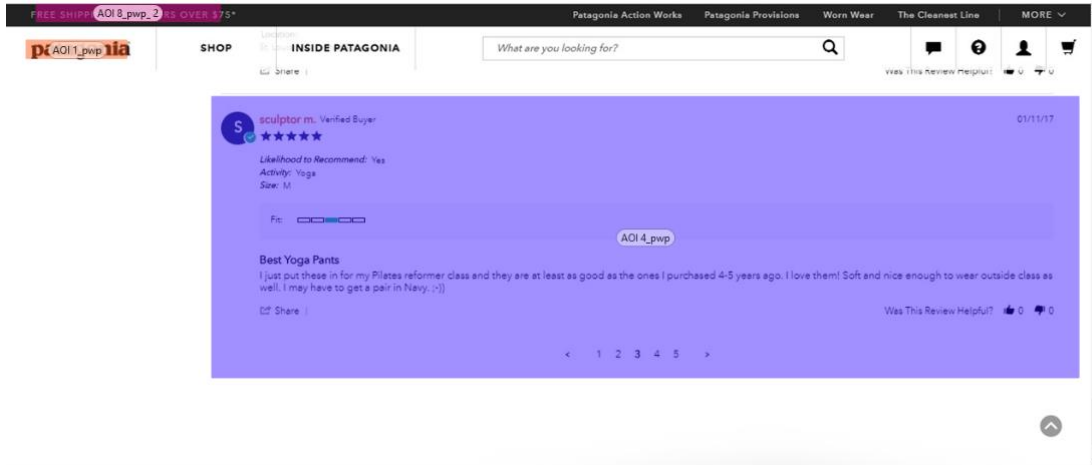 FREE SHIPP AOI 8_pwp_2 RS OVER $75* Patagonia Action Works Patagonia Provisions Worn Wear The Cleanest Line | MORE
AOI 1_pwp SHOP INSIDE PATAGONIA What are you looking for?
Location:
Share | Was This Review Helpful? 0 0
S sculptor m. Verified Buyer 01/11/17
★★★★★
Likelihood to Recommend: Yes
Activity: Yoga
Size: M
Fit:
AOI 4_pwp
Best Yoga Pants
I just put these in for my Pilates reformer class and they are at least as good as the ones I purchased 4-5 years ago. I love them! Soft and nice enough to wear outside class as
well. I may have to get a pair in Navy. ;-))
Share | Was This Review Helpful? 0 0
< 1 2 3 4 5 >